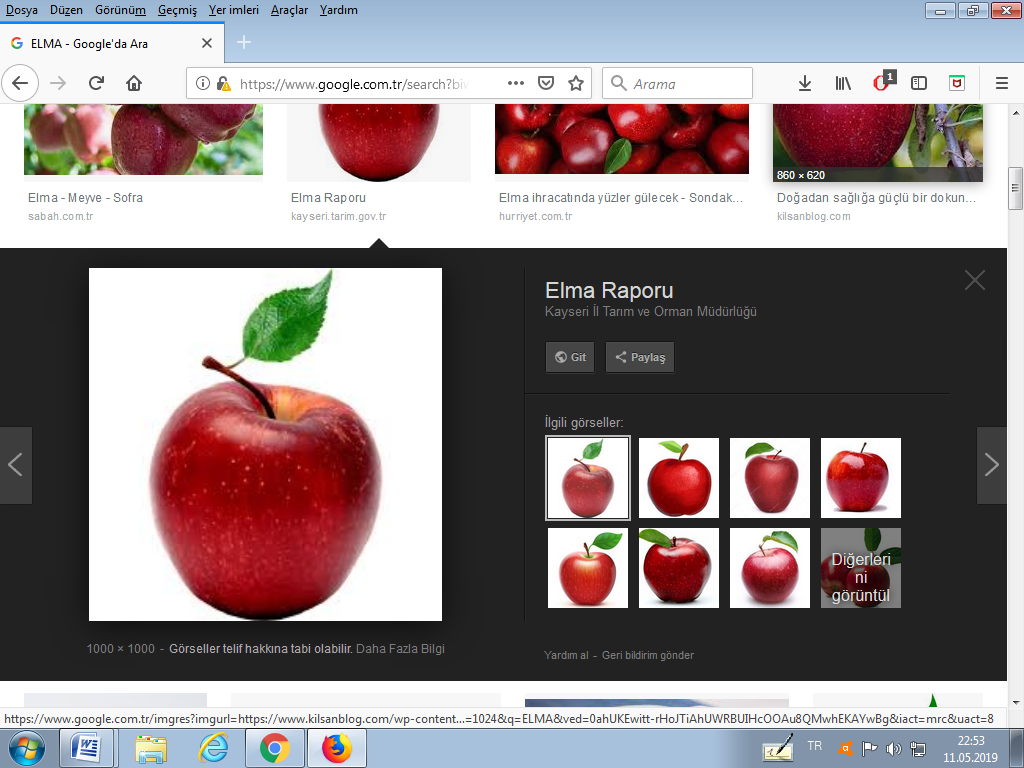 Dosya Düzen Görünüm Geçmiş Yer imleri Araçlar Yardım
ELMA - Google'da Ara
https://www.google.com.tr/search?biw
Arama
1
860 × 620
Elma - Meyve - Sofra
sabah.com.tr
Elma Raporu
kayseri.tarim.gov.tr
Elma ihracatında yüzler gülecek - Sondak...
hurriyet.com.tr
Doğadan sağlığa güçlü bir dokun...
kilsanblog.com
Elma Raporu
Kayseri İl Tarım ve Orman Müdürlüğü
Git
Paylaş
İlgili görseller:
Diğerleri
ni
görüntül
1000 × 1000 - Görseller telif hakkına tabi olabilir. Daha Fazla Bilgi
Yardım al - Geri bildirim gönder
https://www.google.com.tr/imgres?imgurl=https://www.kilsanblog.com/wp-content...=1024&q=ELMA&ved=0ahUKEwitt-rHoJTiAhUWRBUIHcOOAu8QMwhEKAYwBg&iact=mrc&uact=8
TR
22:53
11.05.2019